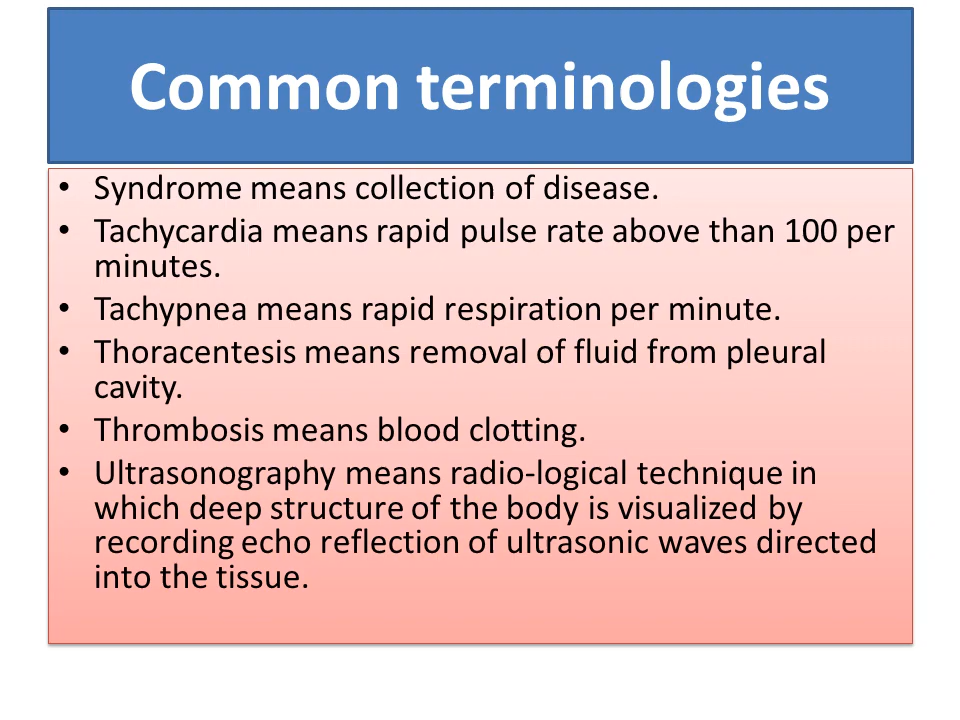 Common terminologies
• Syndrome means collection of disease.
• Tachycardia means rapid pulse rate above than 100 per
minutes.
• Tachypnea means rapid respiration per minute.
• Thoracentesis means removal of fluid from pleural
cavity.
• Thrombosis means blood clotting.
• Ultrasonography means radio-logical technique in
which deep structure of the body is visualized by
recording echo reflection of ultrasonic waves directed
into the tissue.